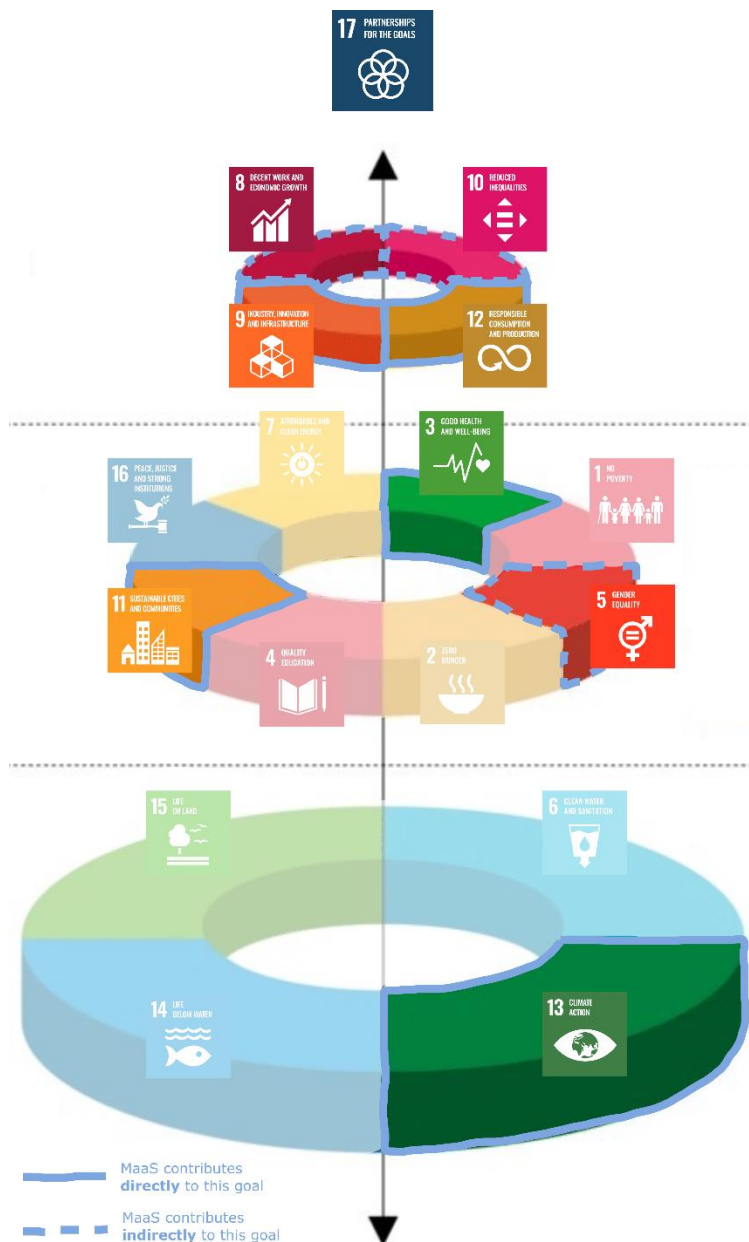 17 PARTNERSHIPS
FOR THE GOALS
8 DECENT WORK AND
ECONOMIC GROWTH
10 REDUCED
INEQUALITIES
9 INDUSTRY, INNOVATION
AND INFRASTRUCTURE
12 RESPONSIBLE
CONSUMPTION
AND PRODUCTION
7 AFFORDABLE AND
CLEAN ENERGY
3 GOOD HEALTH
AND WELL-BEING
16 PEACE, JUSTICE
AND STRONG
INSTITUTIONS
1 NO
POVERTY
11 SUSTAINABLE CITIES
AND COMMUNITIES
5 GENDER
EQUALITY
4 QUALITY
EDUCATION
2 ZERO
HUNGER
15 LIFE
ON LAND
6 CLEAN WATER
AND SANITATION
14 LIFE
BELOW WATER
13 CLIMATE
ACTION
MaaS contributes
directly to this goal
MaaS contributes
indirectly to this goal